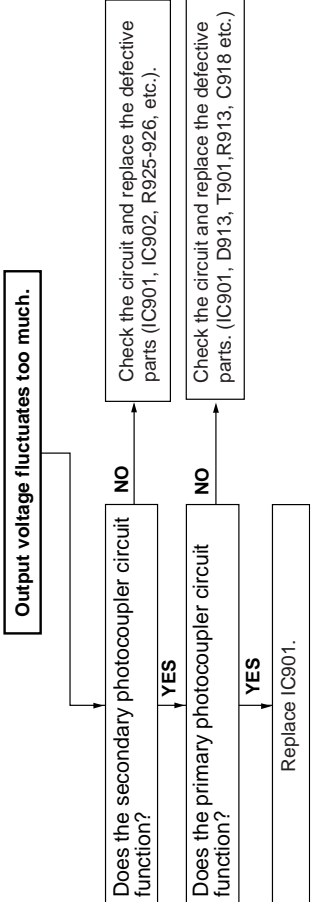 Output voltage fluctuates too much.
Does the secondary photocoupler circuit
function?
NO
Check the circuit and replace the defective
parts (IC901, IC902, R925-926, etc.).
YES
Does the primary photocoupler circuit
function?
NO
Check the circuit and replace the defective
parts. (IC901, D913, T901,R913, C918 etc.)
YES
Replace IC901.